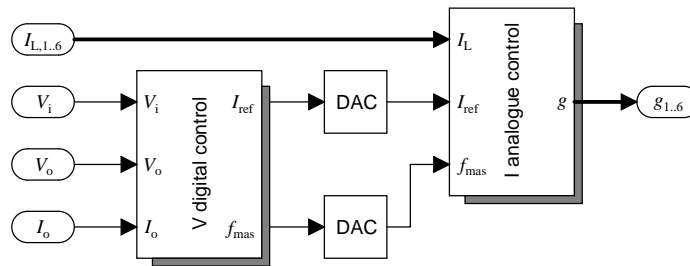 I_L,1..6
V_i
V_o
I_o
V_i
V_o
I_o
V digital control
I_ref
f_mas
DAC
DAC
I_L
I_ref
f_mas
I analogue control
g
g_1..6